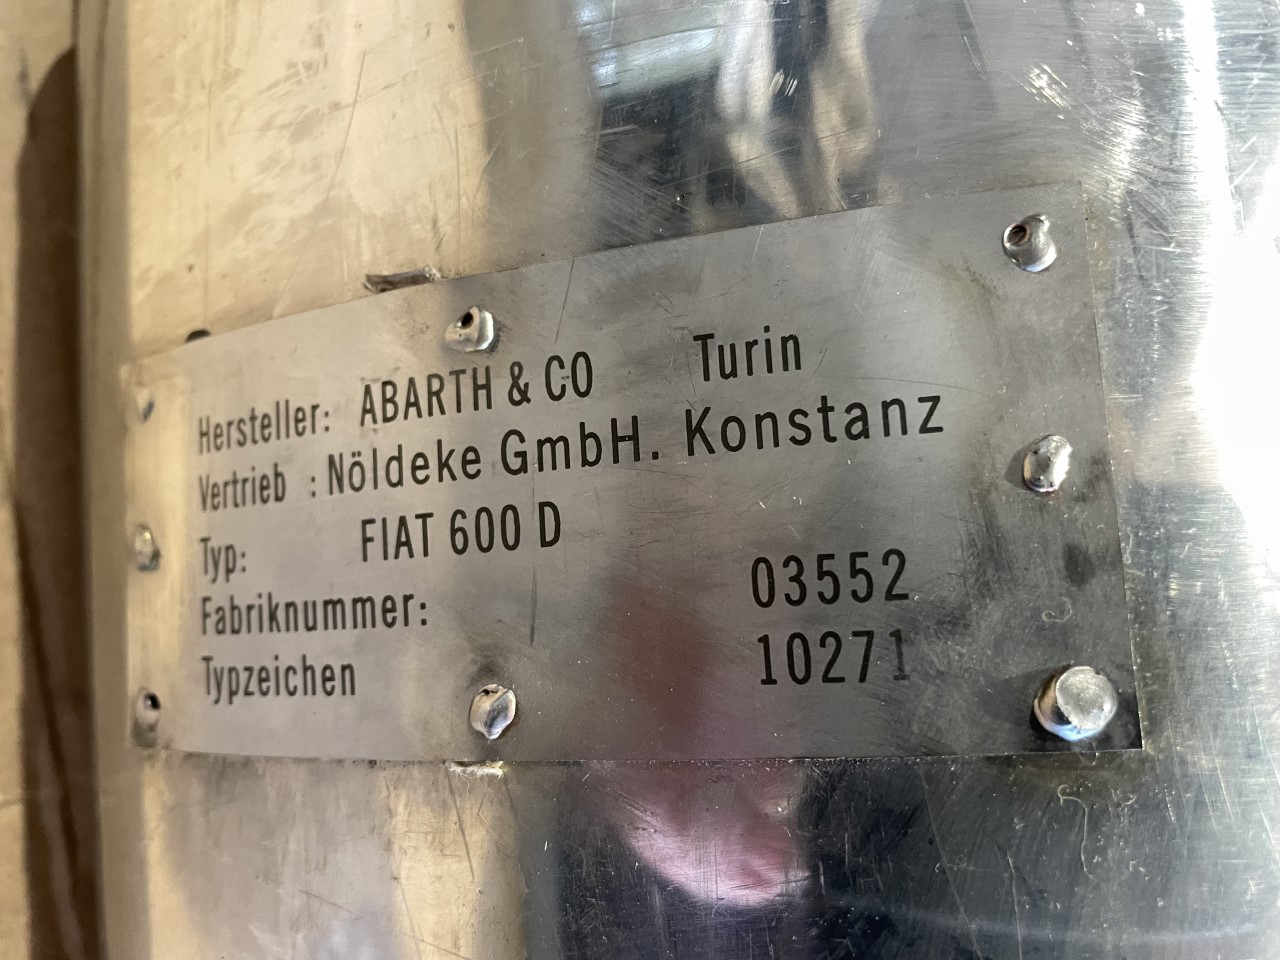 Hersteller: ABARTH & CO Turin
Vertrieb : Nöldeke GmbH. Konstanz
Typ: FIAT 600 D
Fabriknummer: 03552
Typzeichen 10271